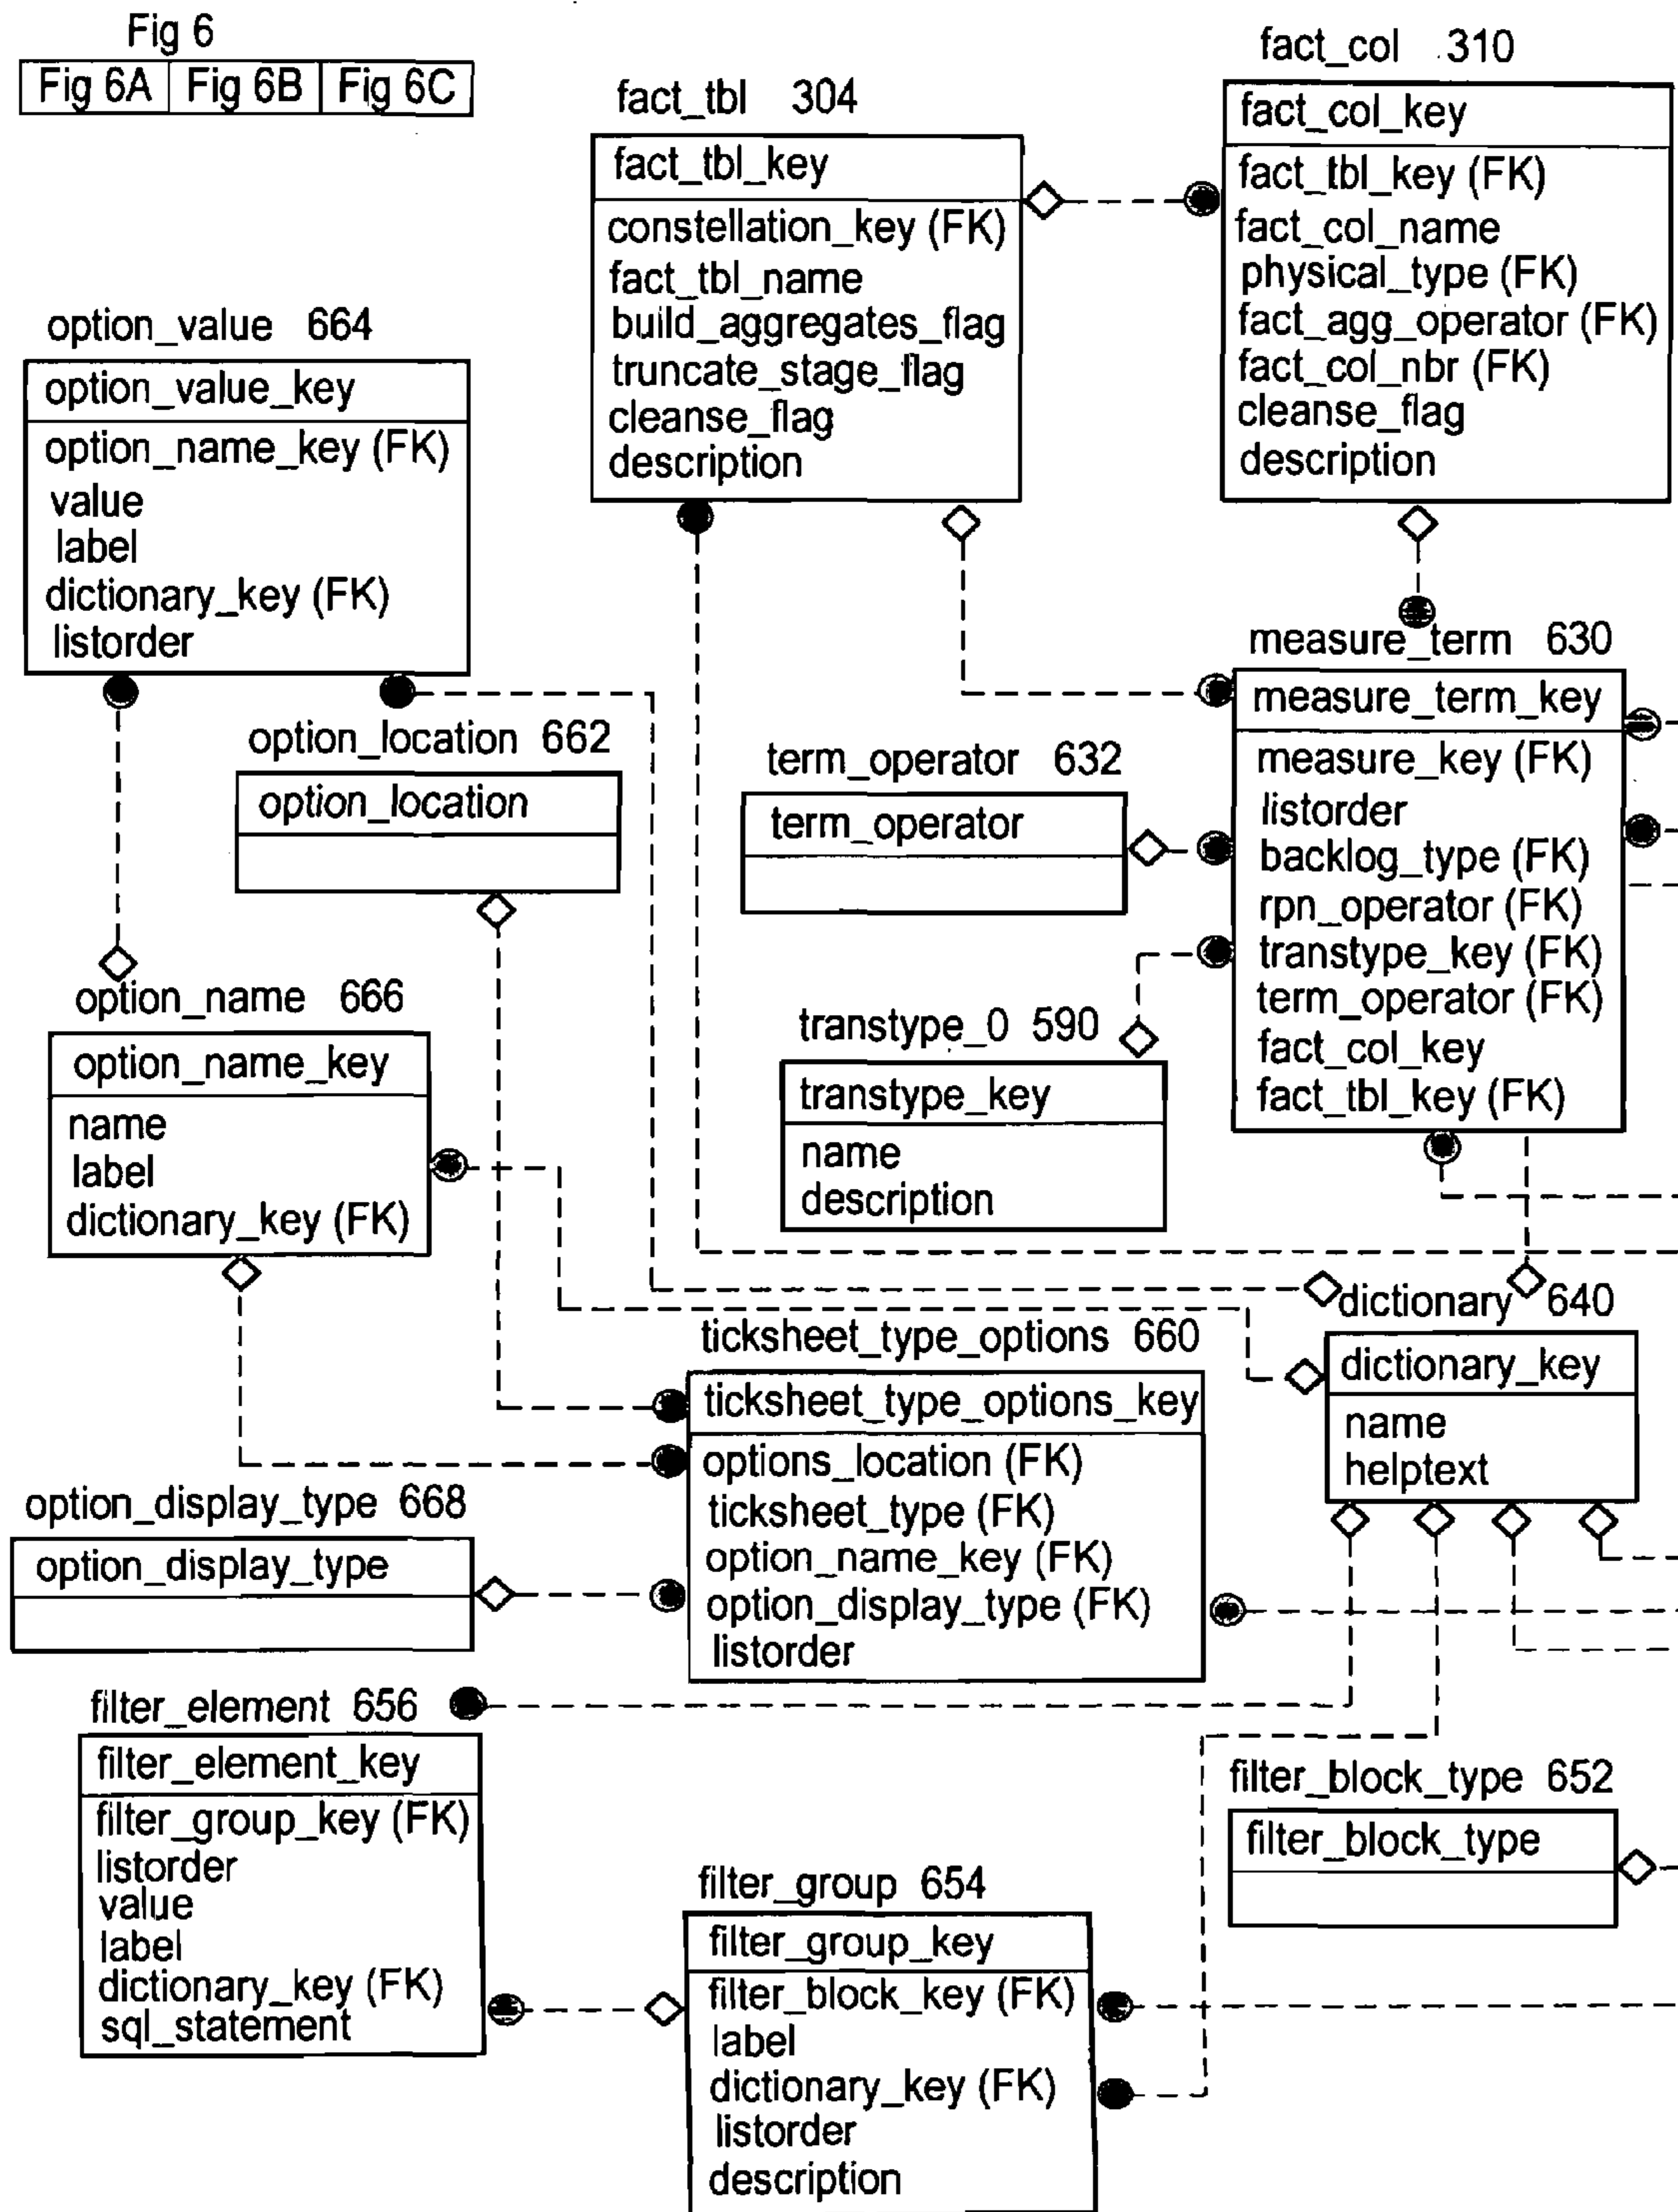 Fig 6
Fig 6A Fig 6B Fig 6C
fact_tbl 304
fact_tbl_key
constellation_key (FK)
fact_tbl_name
build_aggregates_flag
truncate_stage_flag
cleanse_flag
description
fact_col 310
fact_col_key
fact_tbl_key (FK)
fact_col_name
physical_type (FK)
fact_agg_operator (FK)
fact_col_nbr (FK)
cleanse_flag
description
option_value 664
option_value_key
option_name_key (FK)
value
label
dictionary_key (FK)
listorder
option_location 662
option_location
term_operator 632
term_operator
measure_term 630
measure_term_key
measure_key (FK)
listorder
backlog_type (FK)
rpn_operator (FK)
transtype_key (FK)
term_operator (FK)
fact_col_key
fact_tbl_key (FK)
option_name 666
option_name_key
name
label
dictionary_key (FK)
transtype_0 590
transtype_key
name
description
dictionary 640
dictionary_key
name
helptext
ticksheet_type_options 660
ticksheet_type_options_key
options_location (FK)
ticksheet_type (FK)
option_name_key (FK)
option_display_type (FK)
listorder
option_display_type 668
option_display_type
filter_element 656
filter_element_key
filter_group_key (FK)
listorder
value
label
dictionary_key (FK)
sql_statement
filter_block_type 652
filter_block_type
filter_group 654
filter_group_key
filter_block_key (FK)
label
dictionary_key (FK)
listorder
description